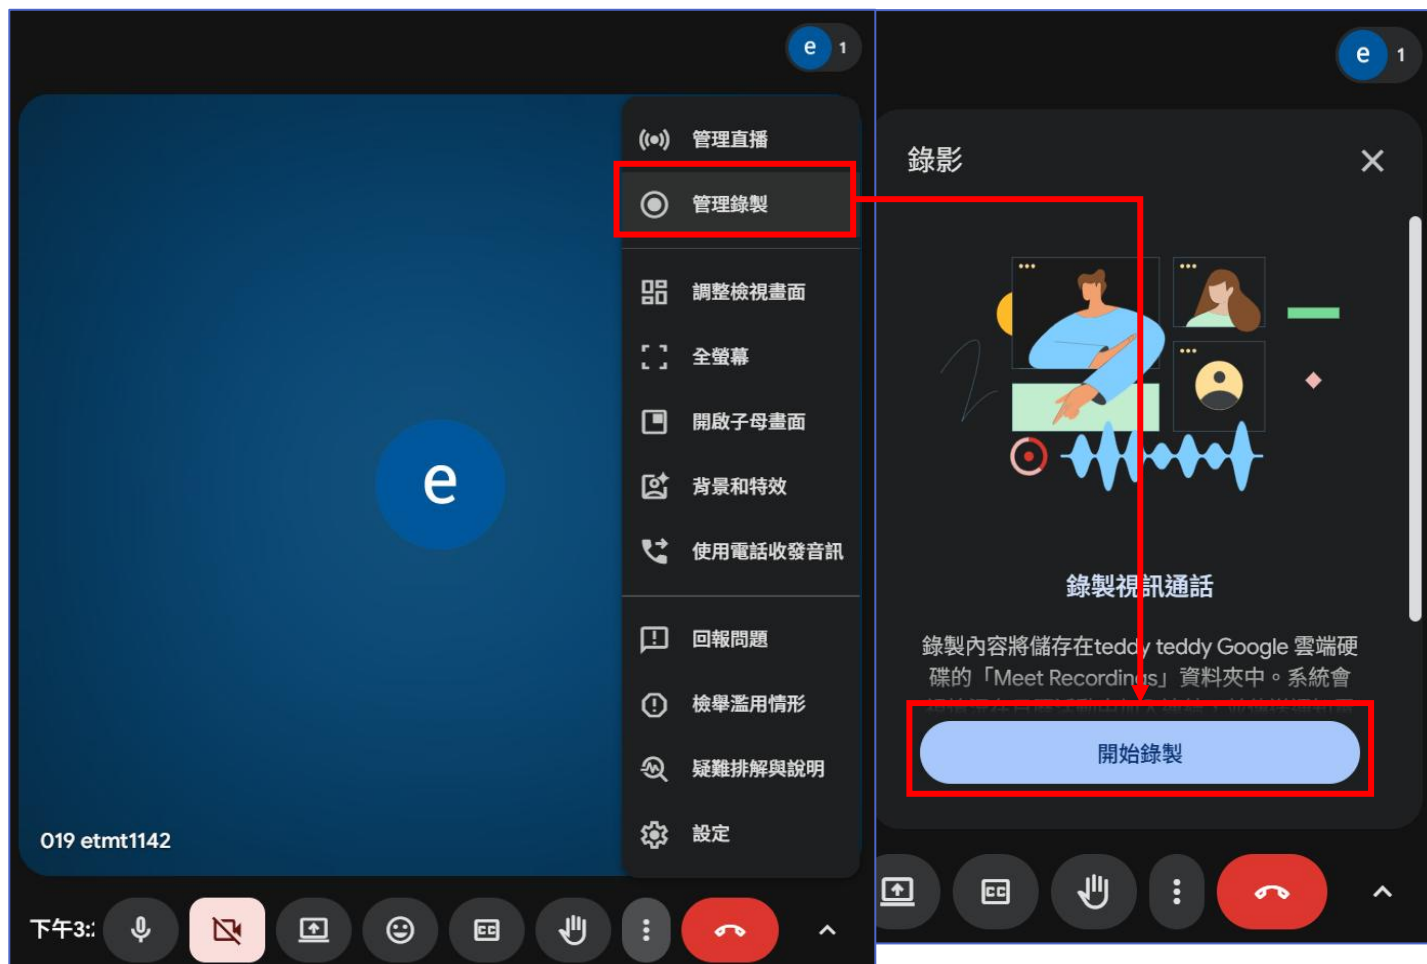 e 1
管理直播
管理錄製
調整檢視畫面
全螢幕
開啟子母畫面
背景和特效
使用電話收發音訊
回報問題
檢舉濫用情形
疑難排解與說明
設定
e
019 etmt1142
下午3:
CC
e 1
錄影
錄製視訊通話
錄製內容將儲存在teddy teddy Google 雲端硬
碟的「Meet Recordings」資料夾中。系統會
開始錄製
CC